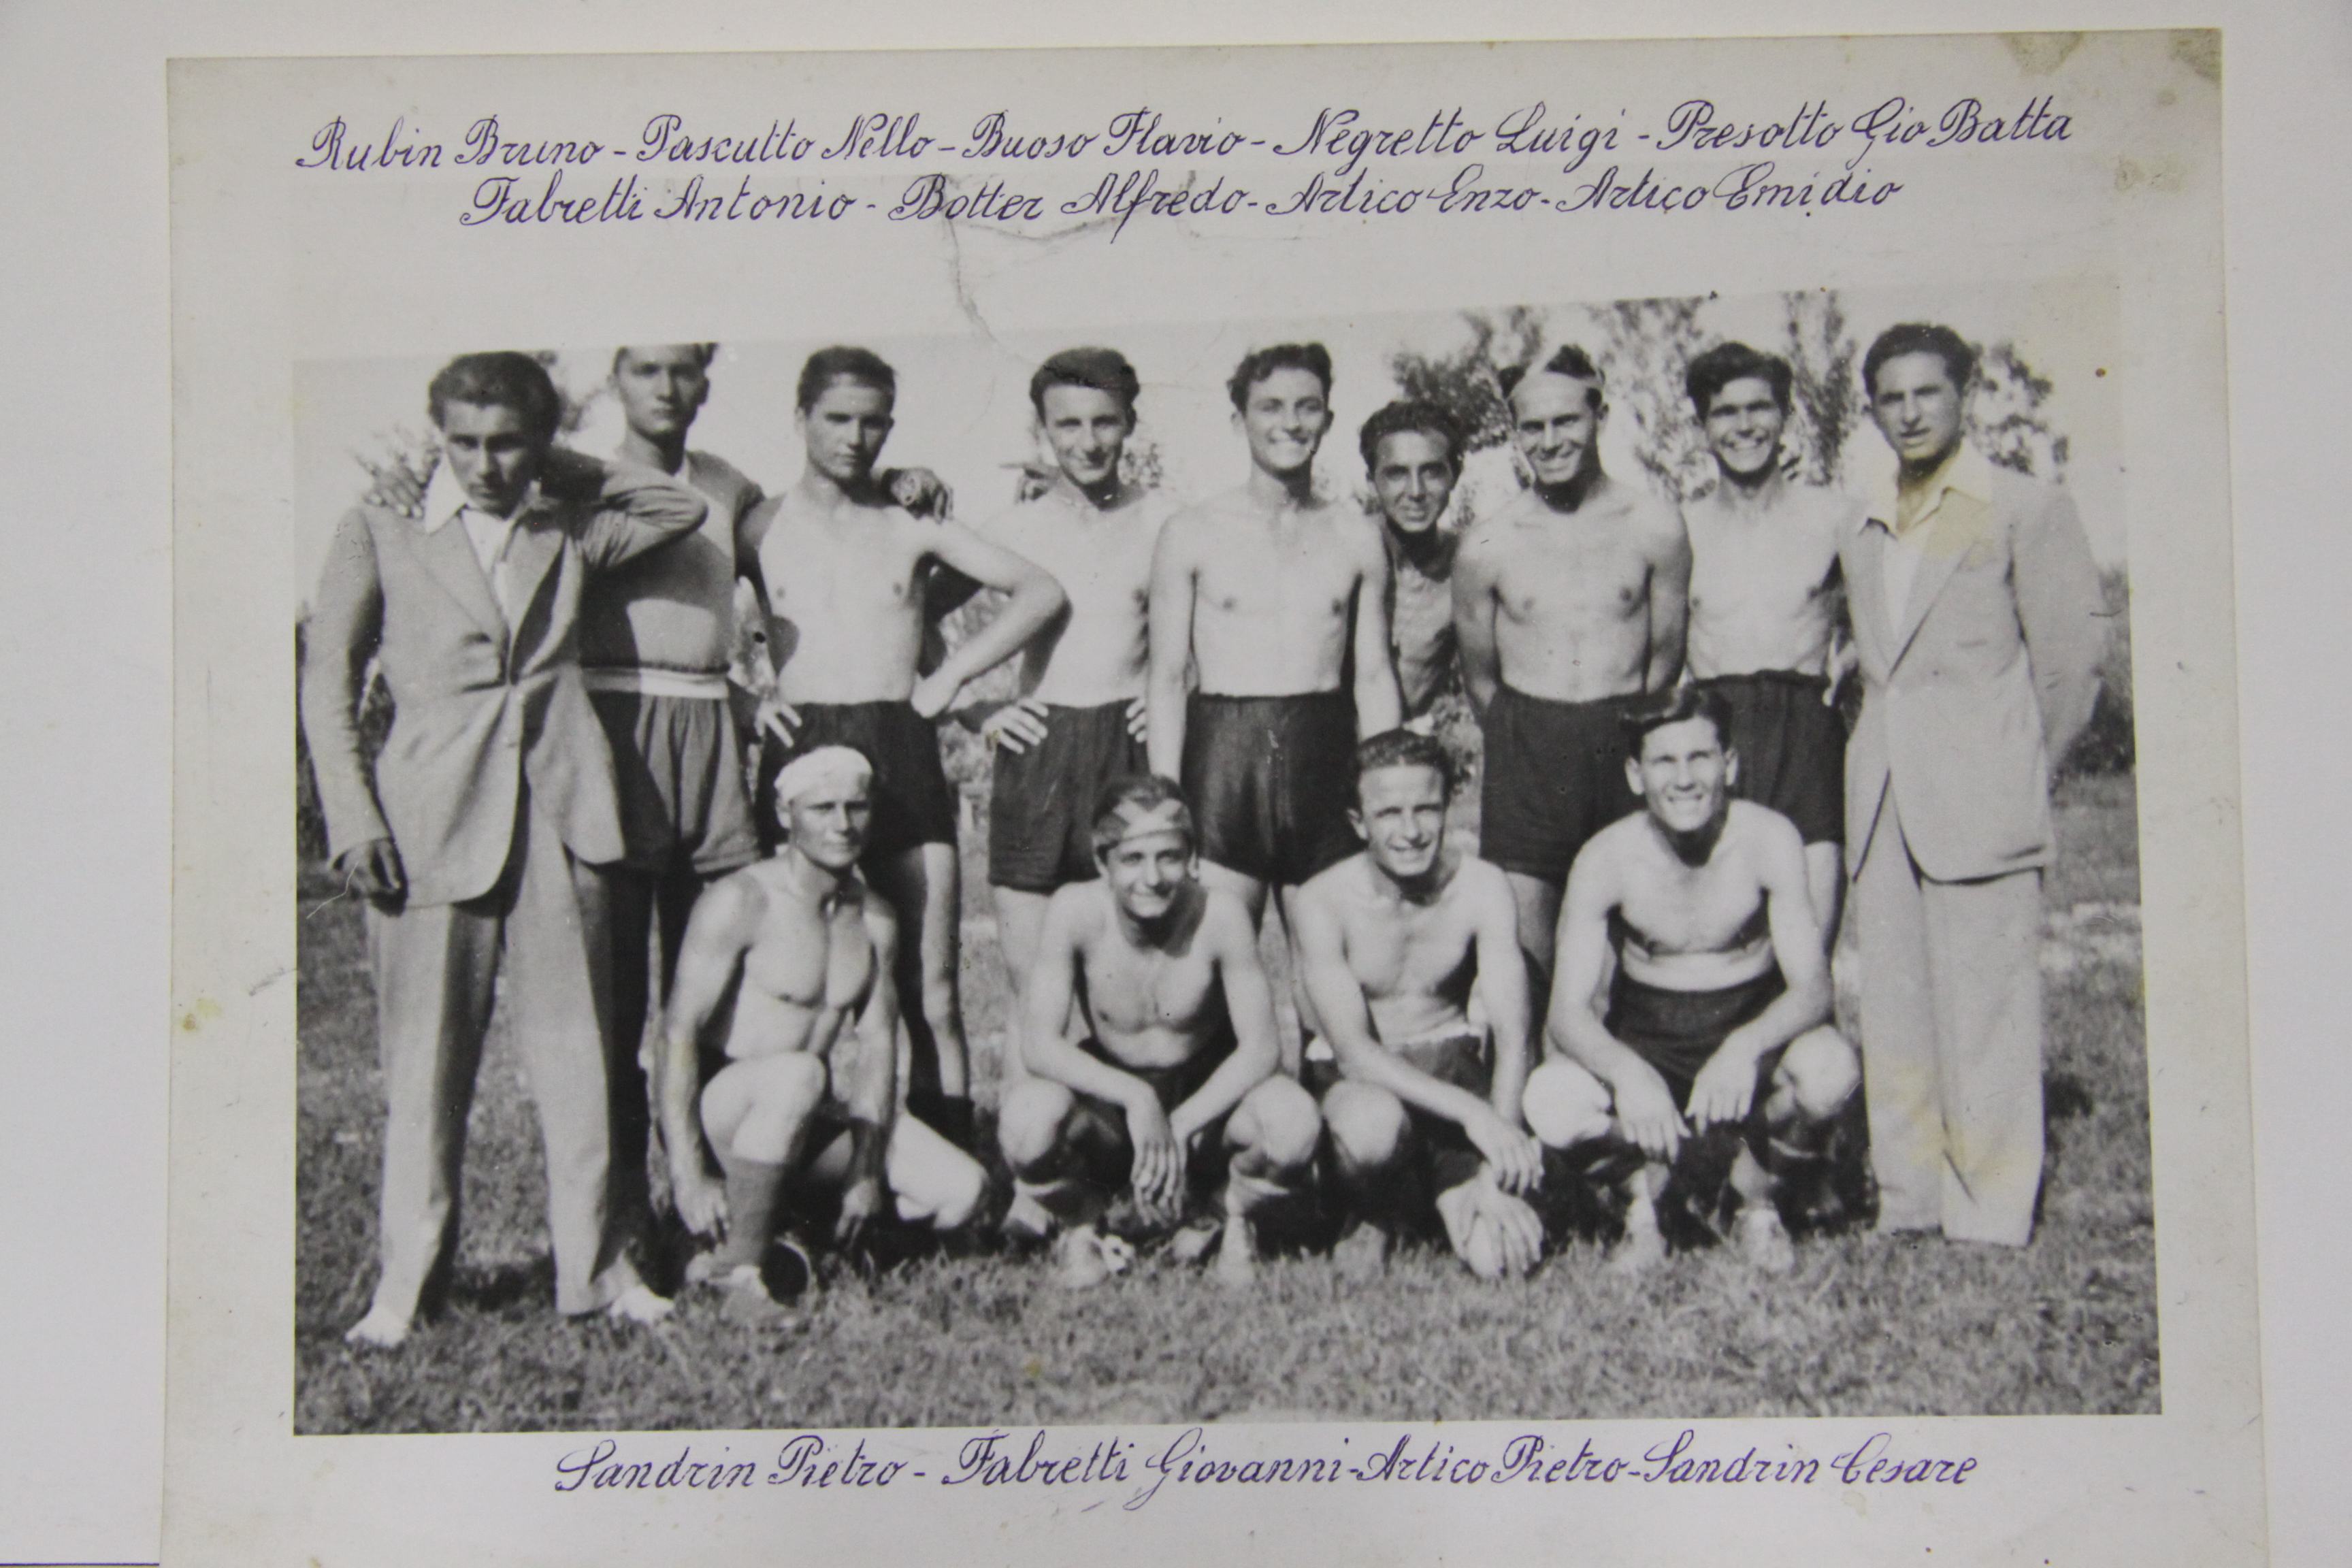 Rubin Bruno - Pascutto Nello - Buoso Flavio - Negretto Luigi - Presotto Gio Batta
Fabretti Antonio - Botter Alfredo - Artico Enzo - Artico Emidio
Sandrin Pietro - Fabretti Giovanni - Artico Pietro - Sandrin Cesare